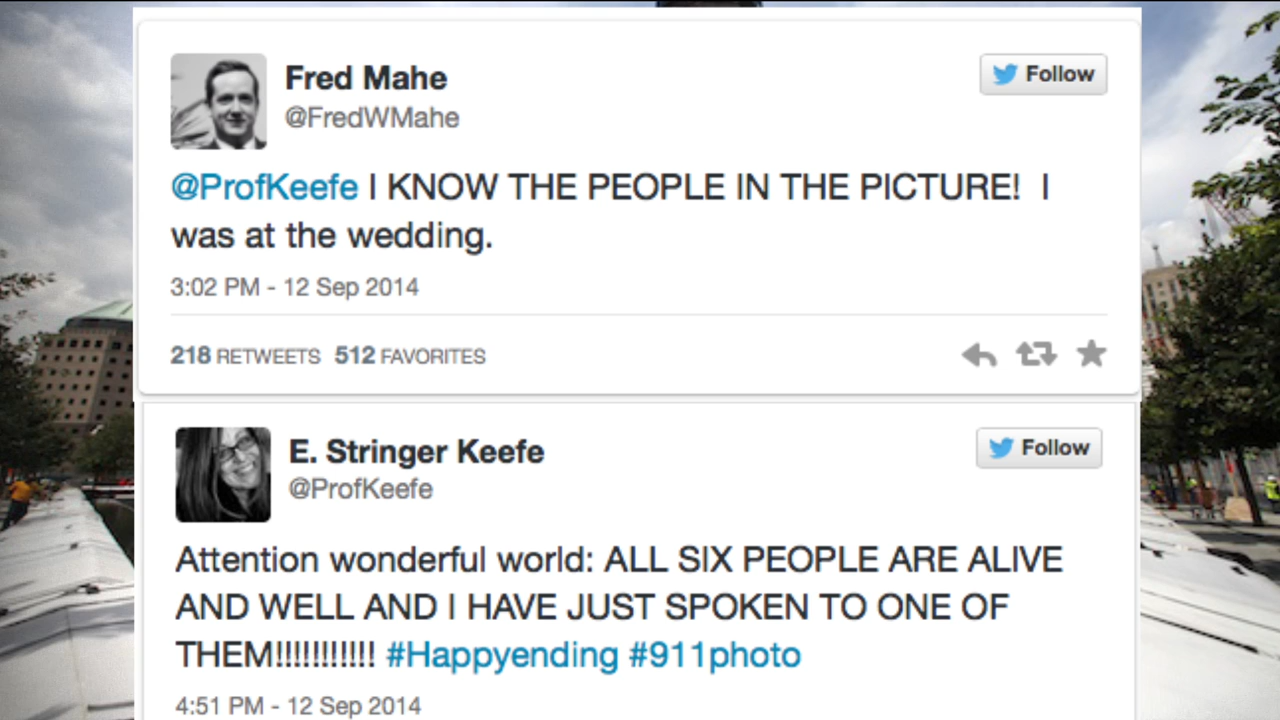 Fred Mahe
Follow
@FredWMahe
@ProfKeefe I KNOW THE PEOPLE IN THE PICTURE! I
was at the wedding.
3:02 PM - 12 Sep 2014
218 RETWEETS 512 FAVORITES
E. Stringer Keefe
Follow
@ProfKeefe
Attention wonderful world: ALL SIX PEOPLE ARE ALIVE
AND WELL AND I HAVE JUST SPOKEN TO ONE OF
THEM!!!!!!!!!!! #Happyending #911photo
4:51 PM - 12 Sep 2014